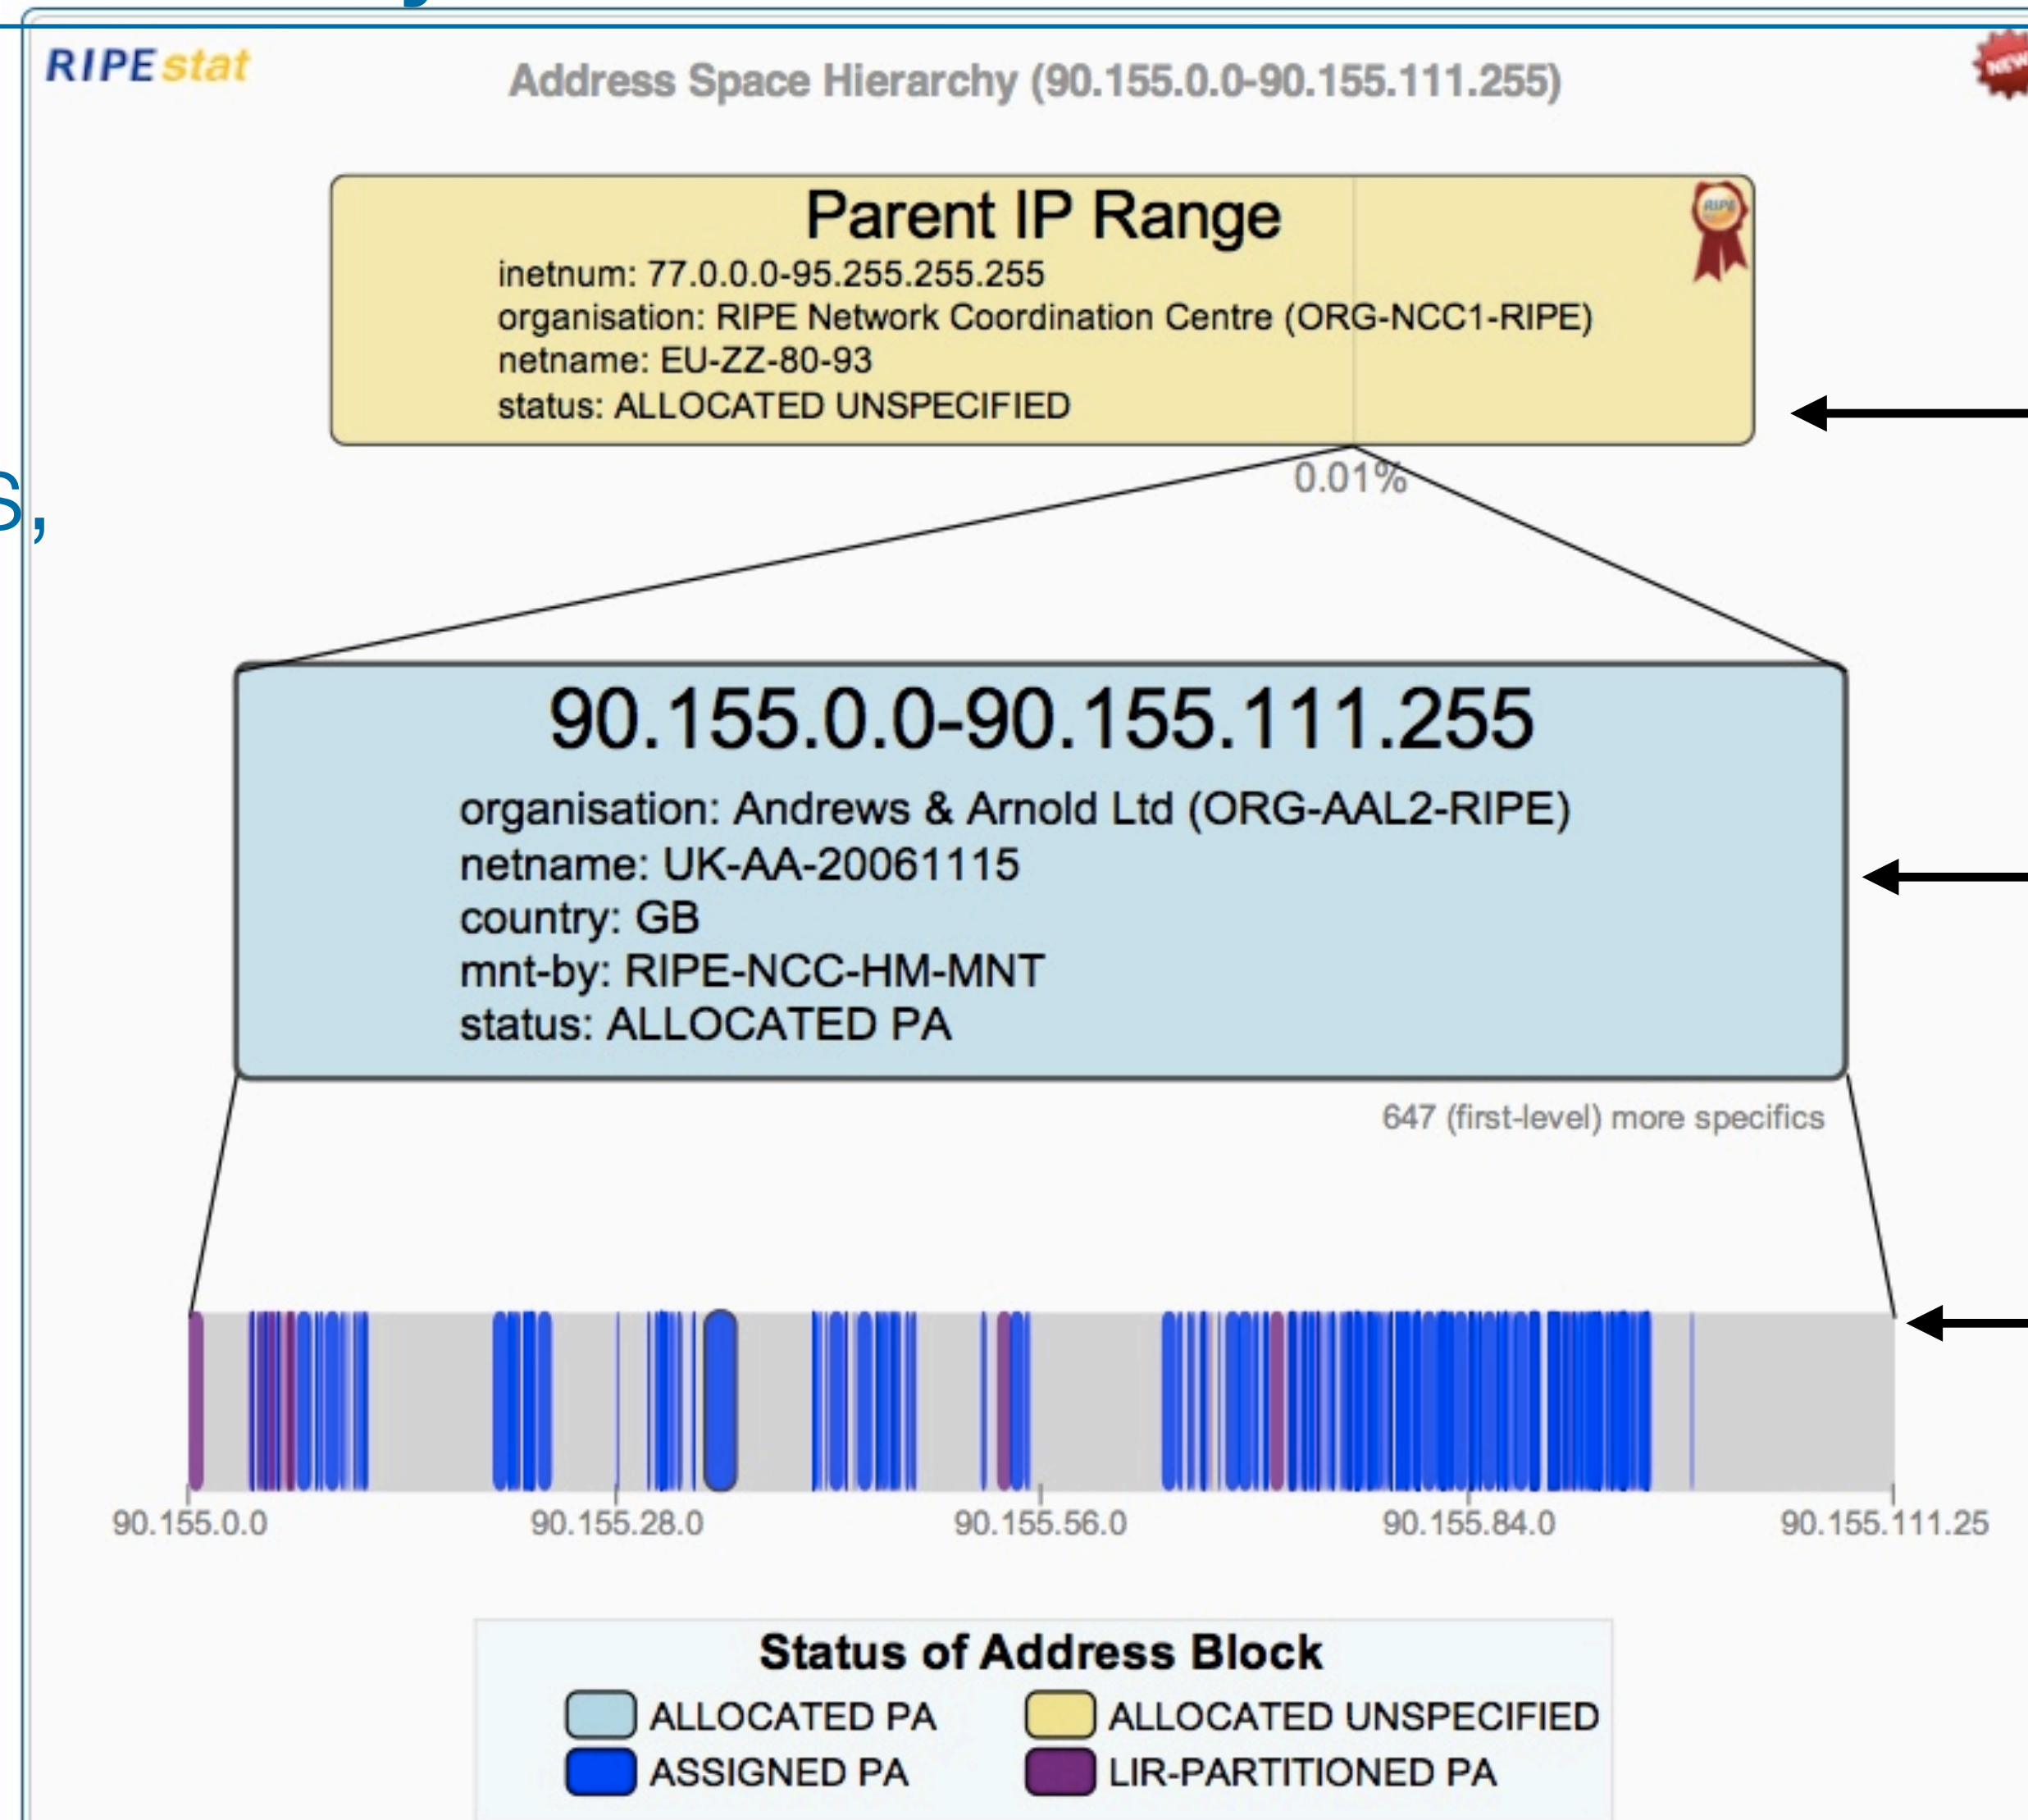 RIPEstat
Address Space Hierarchy (90.155.0.0-90.155.111.255)
NEW
Parent IP Range
RIPE
inetnum: 77.0.0.0-95.255.255.255
organisation: RIPE Network Coordination Centre (ORG-NCC1-RIPE)
netname: EU-ZZ-80-93
status: ALLOCATED UNSPECIFIED
0.01%
s,
90.155.0.0-90.155.111.255
organisation: Andrews & Arnold Ltd (ORG-AAL2-RIPE)
netname: UK-AA-20061115
country: GB
mnt-by: RIPE-NCC-HM-MNT
status: ALLOCATED PA
647 (first-level) more specifics
90.155.0.0 90.155.28.0 90.155.56.0 90.155.84.0 90.155.111.25
Status of Address Block
ALLOCATED PA ALLOCATED UNSPECIFIED
ASSIGNED PA LIR-PARTITIONED PA